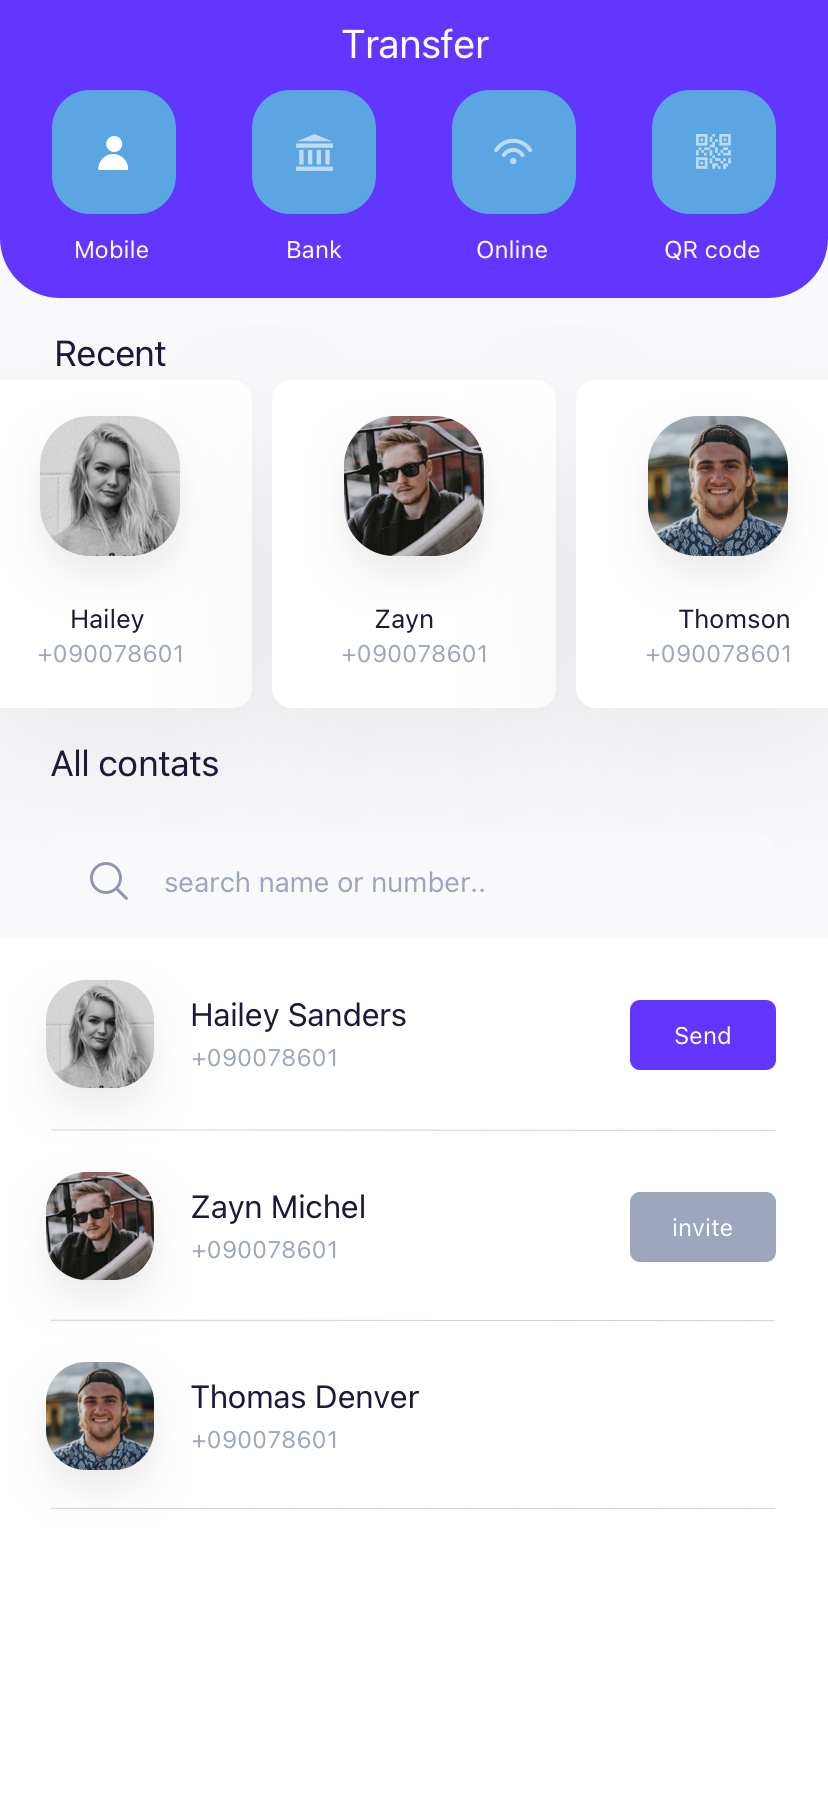 Transfer
Mobile Bank Online QR code
Recent
Hailey Zayn Thomson
+090078601 +090078601 +090078601
All contats
search name or number..
Hailey Sanders
+090078601
Send
Zayn Michel
+090078601
invite
Thomas Denver
+090078601